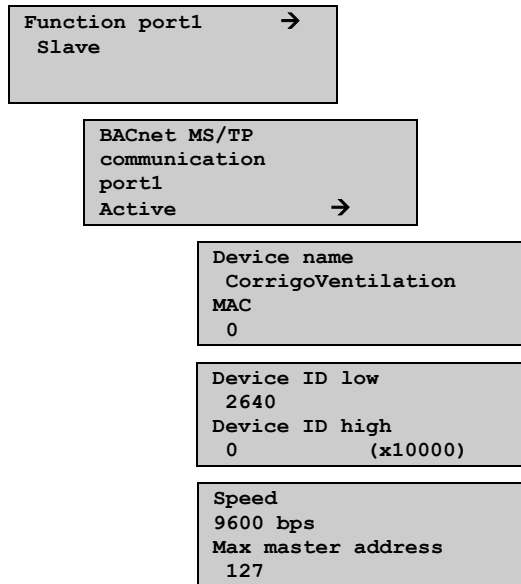 Function port1 →
Slave
BACnet MS/TP
communication
port1
Active →
Device name
CorrigoVentilation
MAC
0
Device ID low
2640
Device ID high
0 (x10000)
Speed
9600 bps
Max master address
127